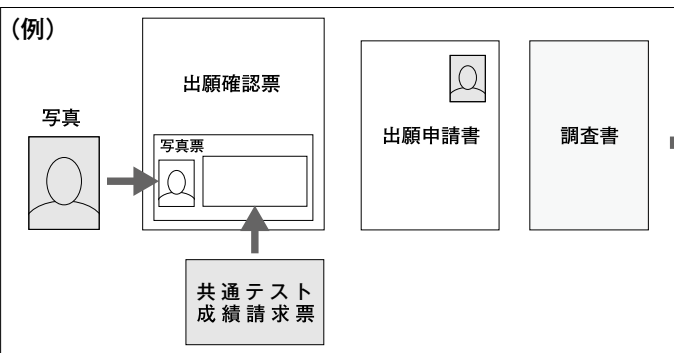 （例）
写真
出願確認票
写真票
共通テスト
成績請求票
出願申請書
調査書